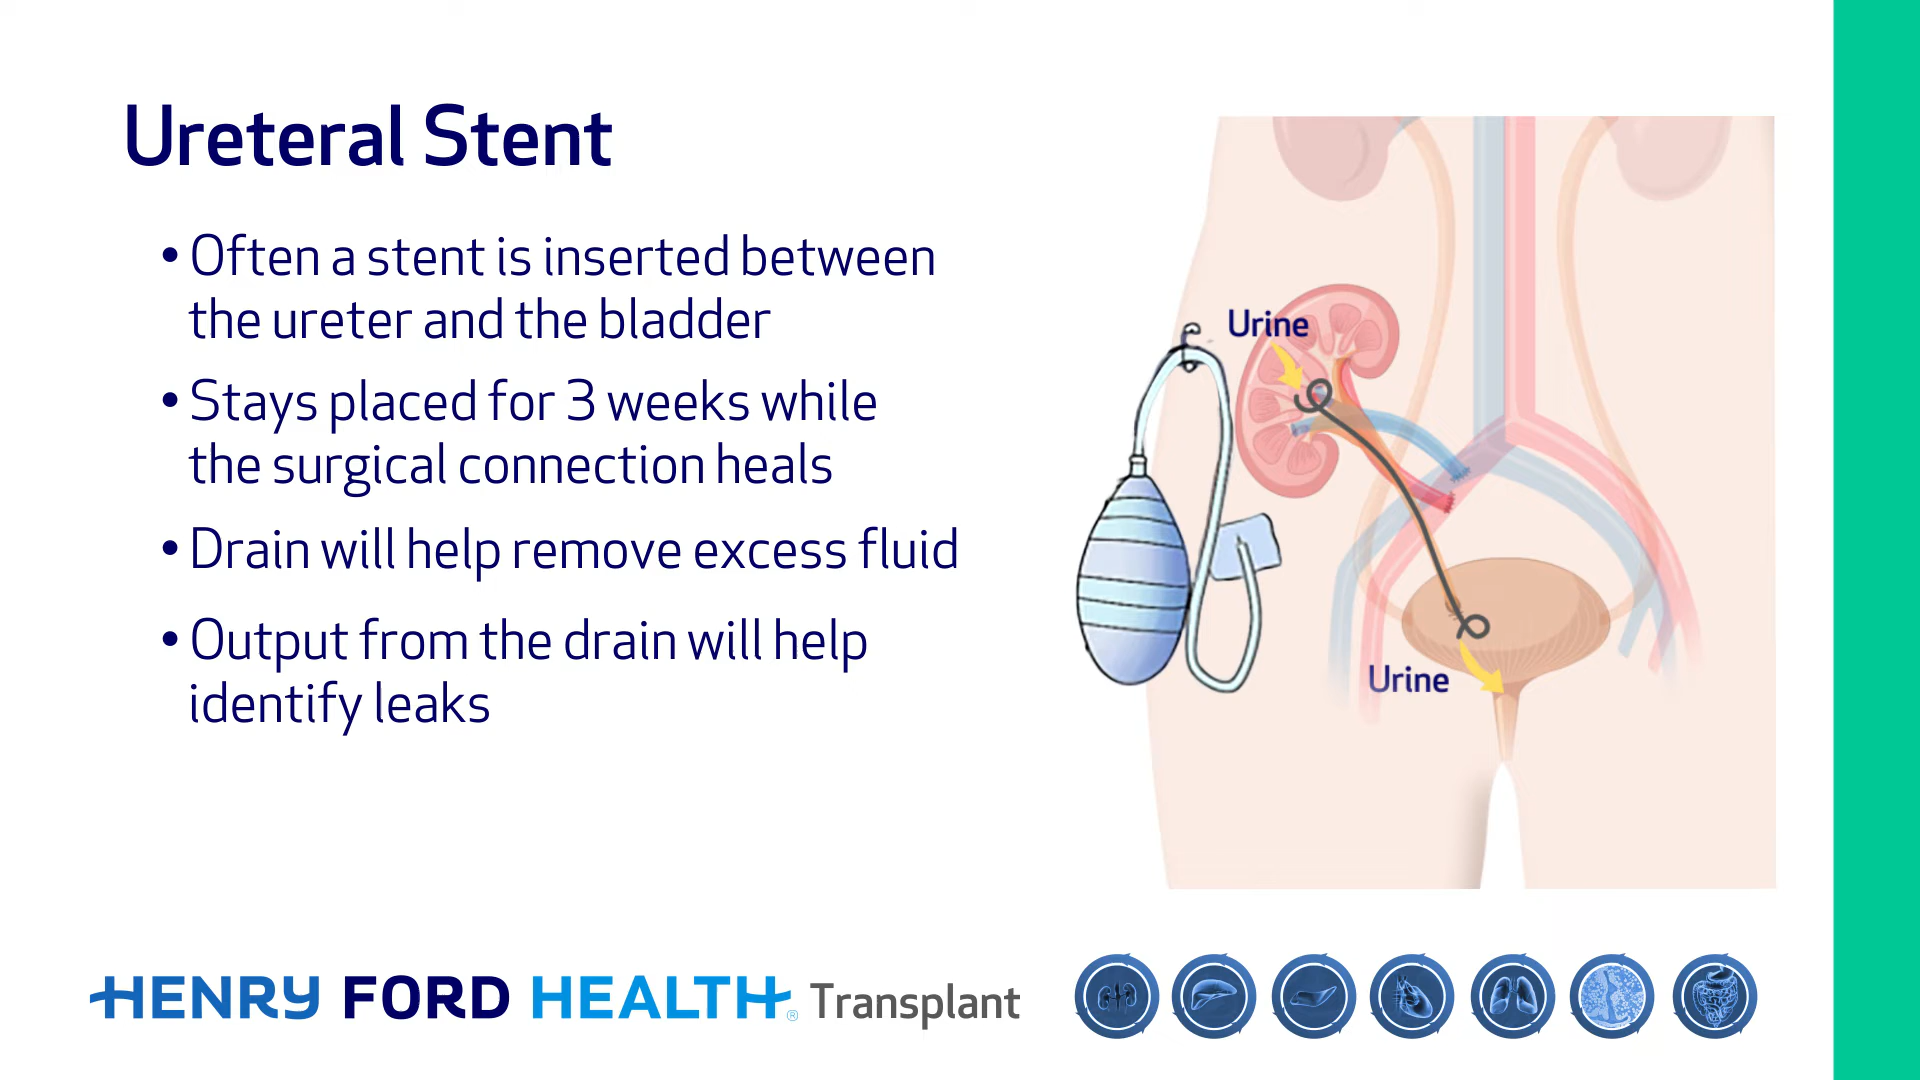 Ureteral Stent
• Often a stent is inserted between
the ureter and the bladder
• Stays placed for 3 weeks while
the surgical connection heals
• Drain will help remove excess fluid
• Output from the drain will help
identify leaks
Urine
Urine
HENRY FORD HEALTH® Transplant